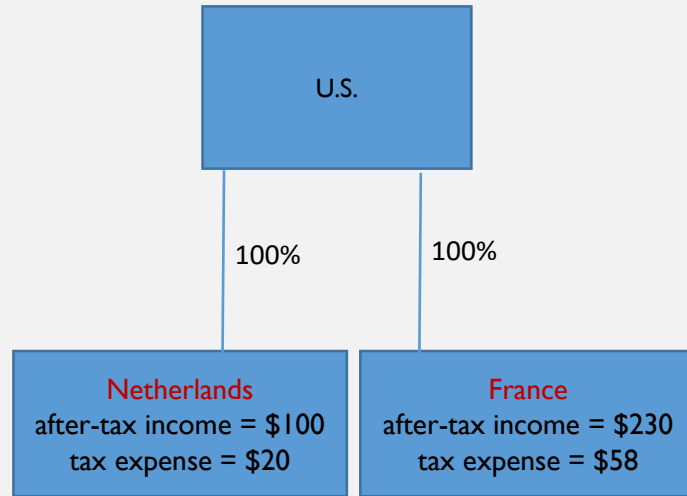 U.S.
100%
100%
Netherlands
after-tax income = $100
tax expense = $20
France
after-tax income = $230
tax expense = $58